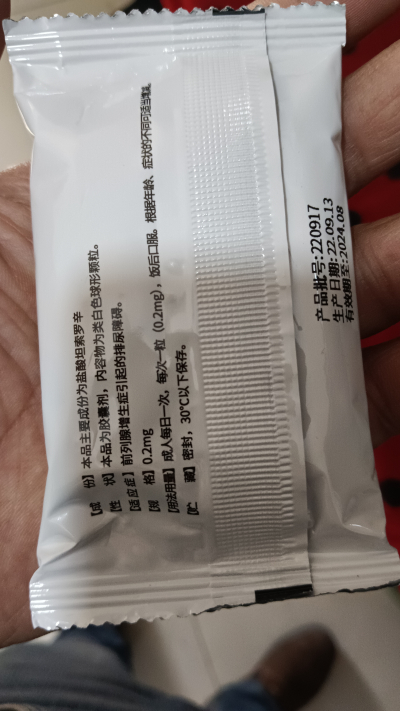 【成 份】本品主要成份为盐酸坦索罗辛
【性 状】本品为胶囊剂，内容物为类白色球形颗粒。
【适应症】前列腺增生症引起的排尿障碍。
【规 格】0.2mg
【用法用量】成人每日一次，每次一粒（0.2mg），饭后口服。根据年龄、症状的不同可适当增减。
【贮 藏】密封，30°C以下保存。
产品批号:220917
生产日期:22.09.13
有效期至:2024.08